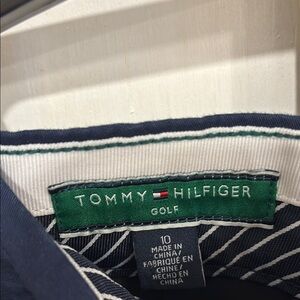 TOMMY HILFIGER
GOLF
10
MADE IN
CHINA/
FABRIQUÉ EN
CHINE/
HECHO EN
CHINA